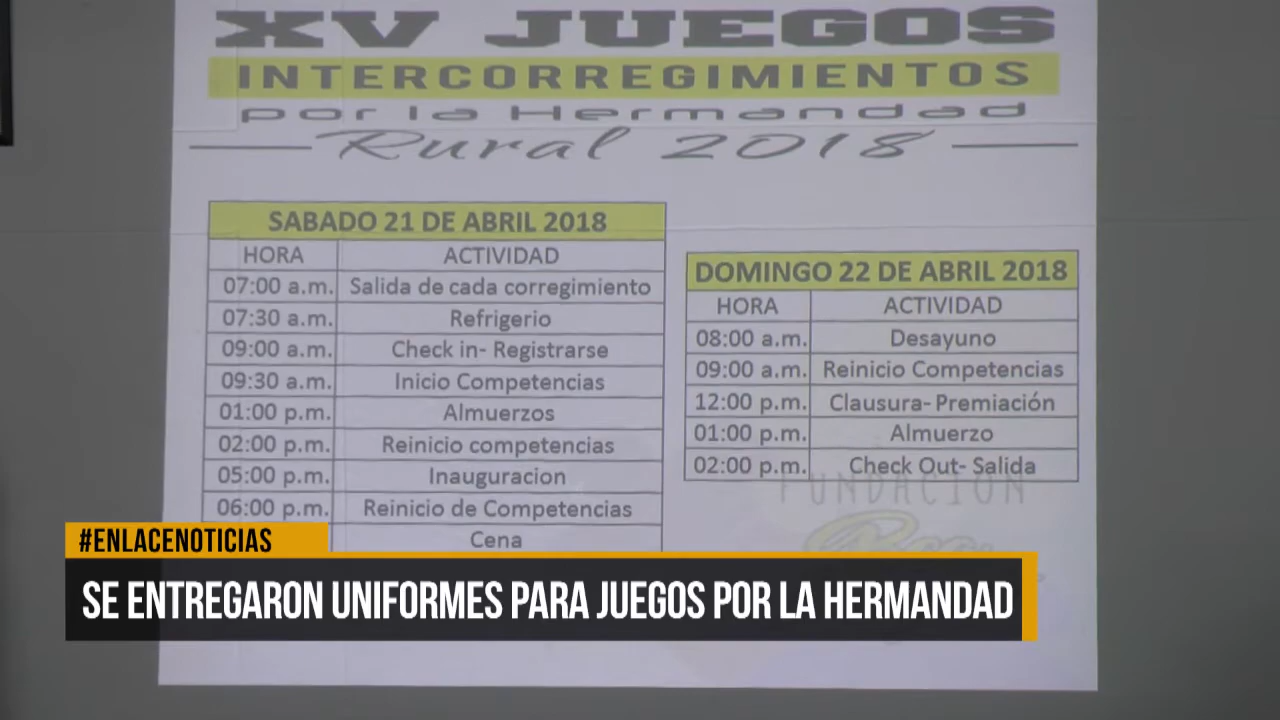 XV JUEGOS
INTERCORREGIMIENTOS
por la Hermandad
Rural 2018
SABADO 21 DE ABRIL 2018
HORA ACTIVIDAD
07:00 a.m. Salida de cada corregimiento
07:30 a.m. Refrigerio
09:00 a.m. Check in- Registrarse
09:30 a.m. Inicio Competencias
01:00 p.m. Almuerzos
02:00 p.m. Reinicio competencias
05:00 p.m. Inauguracion
06:00 p.m. Reinicio de Competencias
Cena
DOMINGO 22 DE ABRIL 2018
HORA ACTIVIDAD
08:00 a.m. Desayuno
09:00 a.m. Reinicio Competencias
12:00 p.m. Clausura- Premiación
01:00 p.m. Almuerzo
02:00 p.m. Check Out- Salida
FUNDACION
#ENLACENOTICIAS
SE ENTREGARON UNIFORMES PARA JUEGOS POR LA HERMANDAD